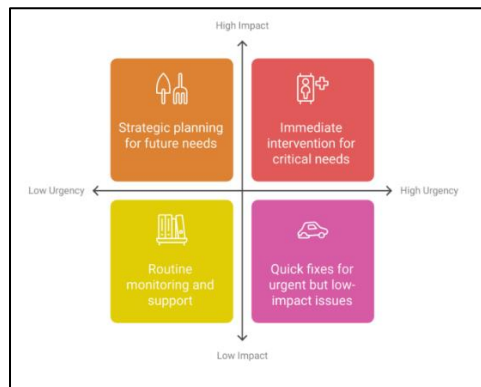 High Impact
Strategic planning
for future needs
Immediate
intervention for
critical needs
Low Urgency
High Urgency
Routine
monitoring and
support
Quick fixes for
urgent but low-
impact issues
Low Impact